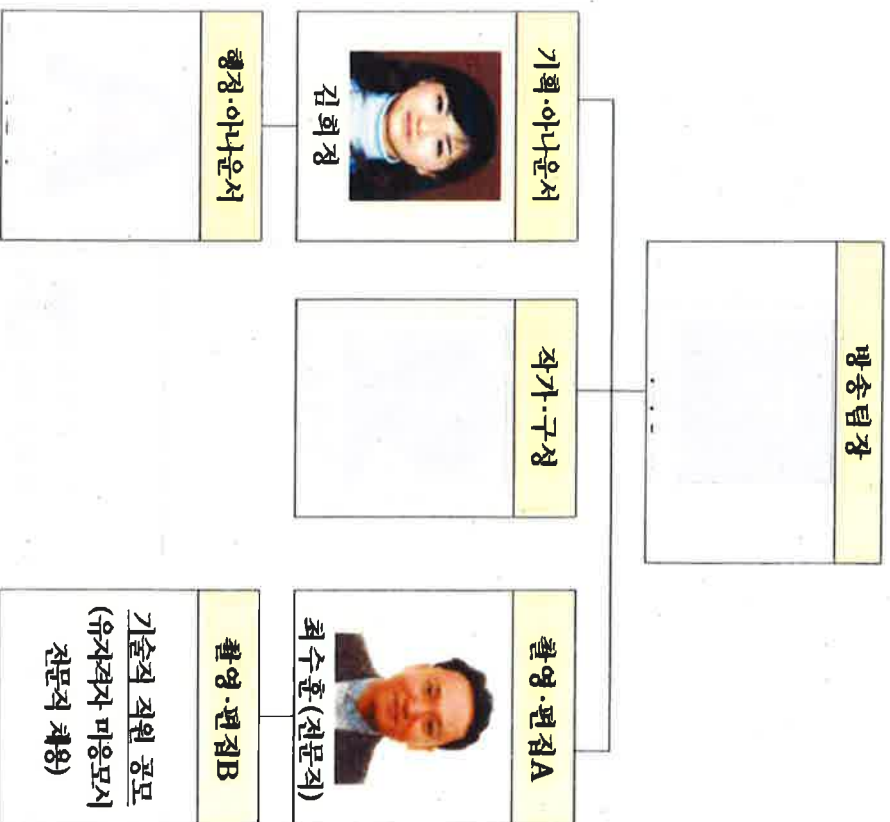 방송팀장
기획·아나운서
김희정
작가·구성
촬영·편집A
최수훈(전문직)
행정·아나운서
촬영·편집B
기술직 직원 공모
(유자격자 미응모시
전문직 채용)